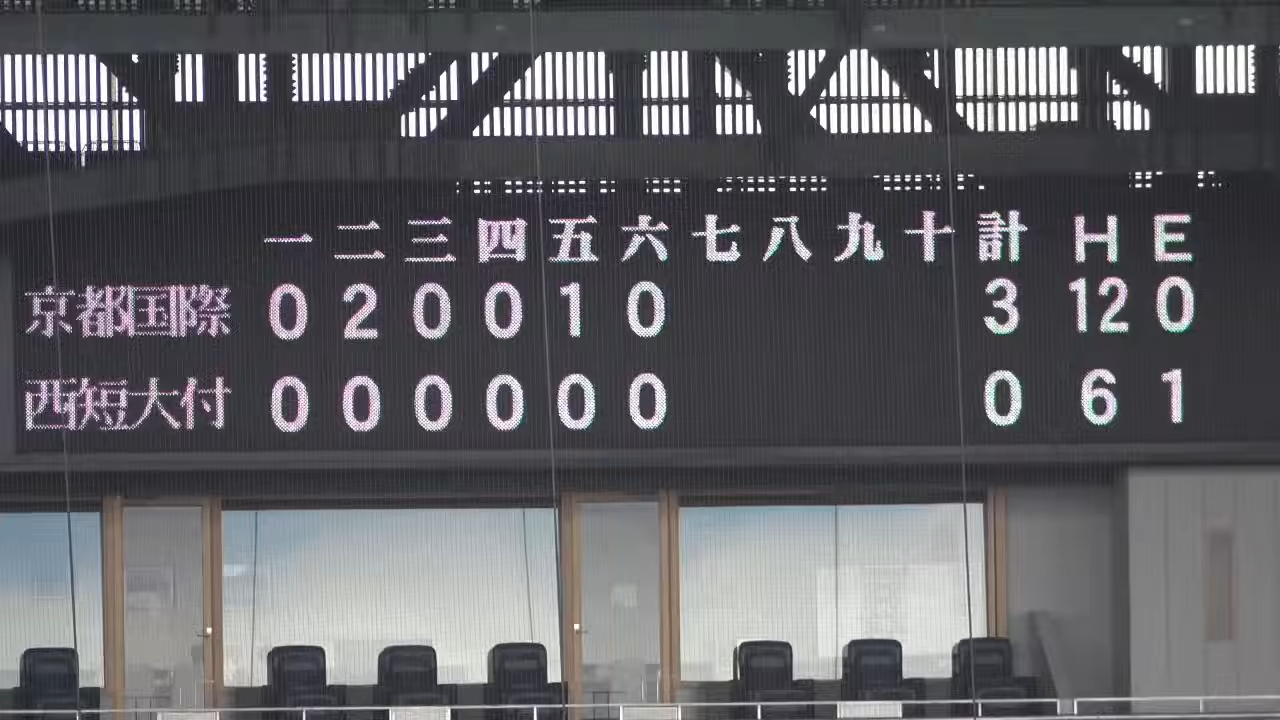 一 二 三 四 五 六 七 八 九 十 計 H E
京都国際 0 2 0 0 1 0 3 12 0
西短大付 0 0 0 0 0 0 0 6 1